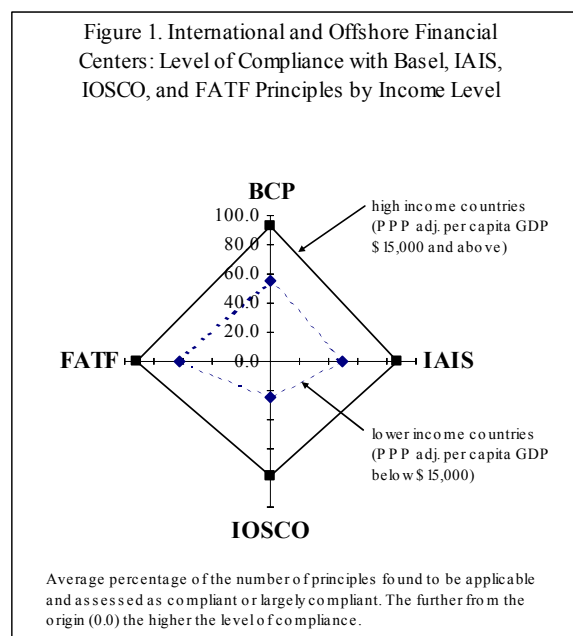 Figure 1. International and Offshore Financial
Centers: Level of Compliance with Basel, IAIS,
IOSCO, and FATF Principles by Income Level
BCP
100.0
80.0
60.0
40.0
20.0
0.0
FATF
IAIS
IOSCO
high income countries
(PPP adj. per capita GDP
$15,000 and above)
lower income countries
(PPP adj. per capita GDP
below $15,000)
Average percentage of the number of principles found to be applicable
and assessed as compliant or largely compliant. The further from the
origin (0.0) the higher the level of compliance.